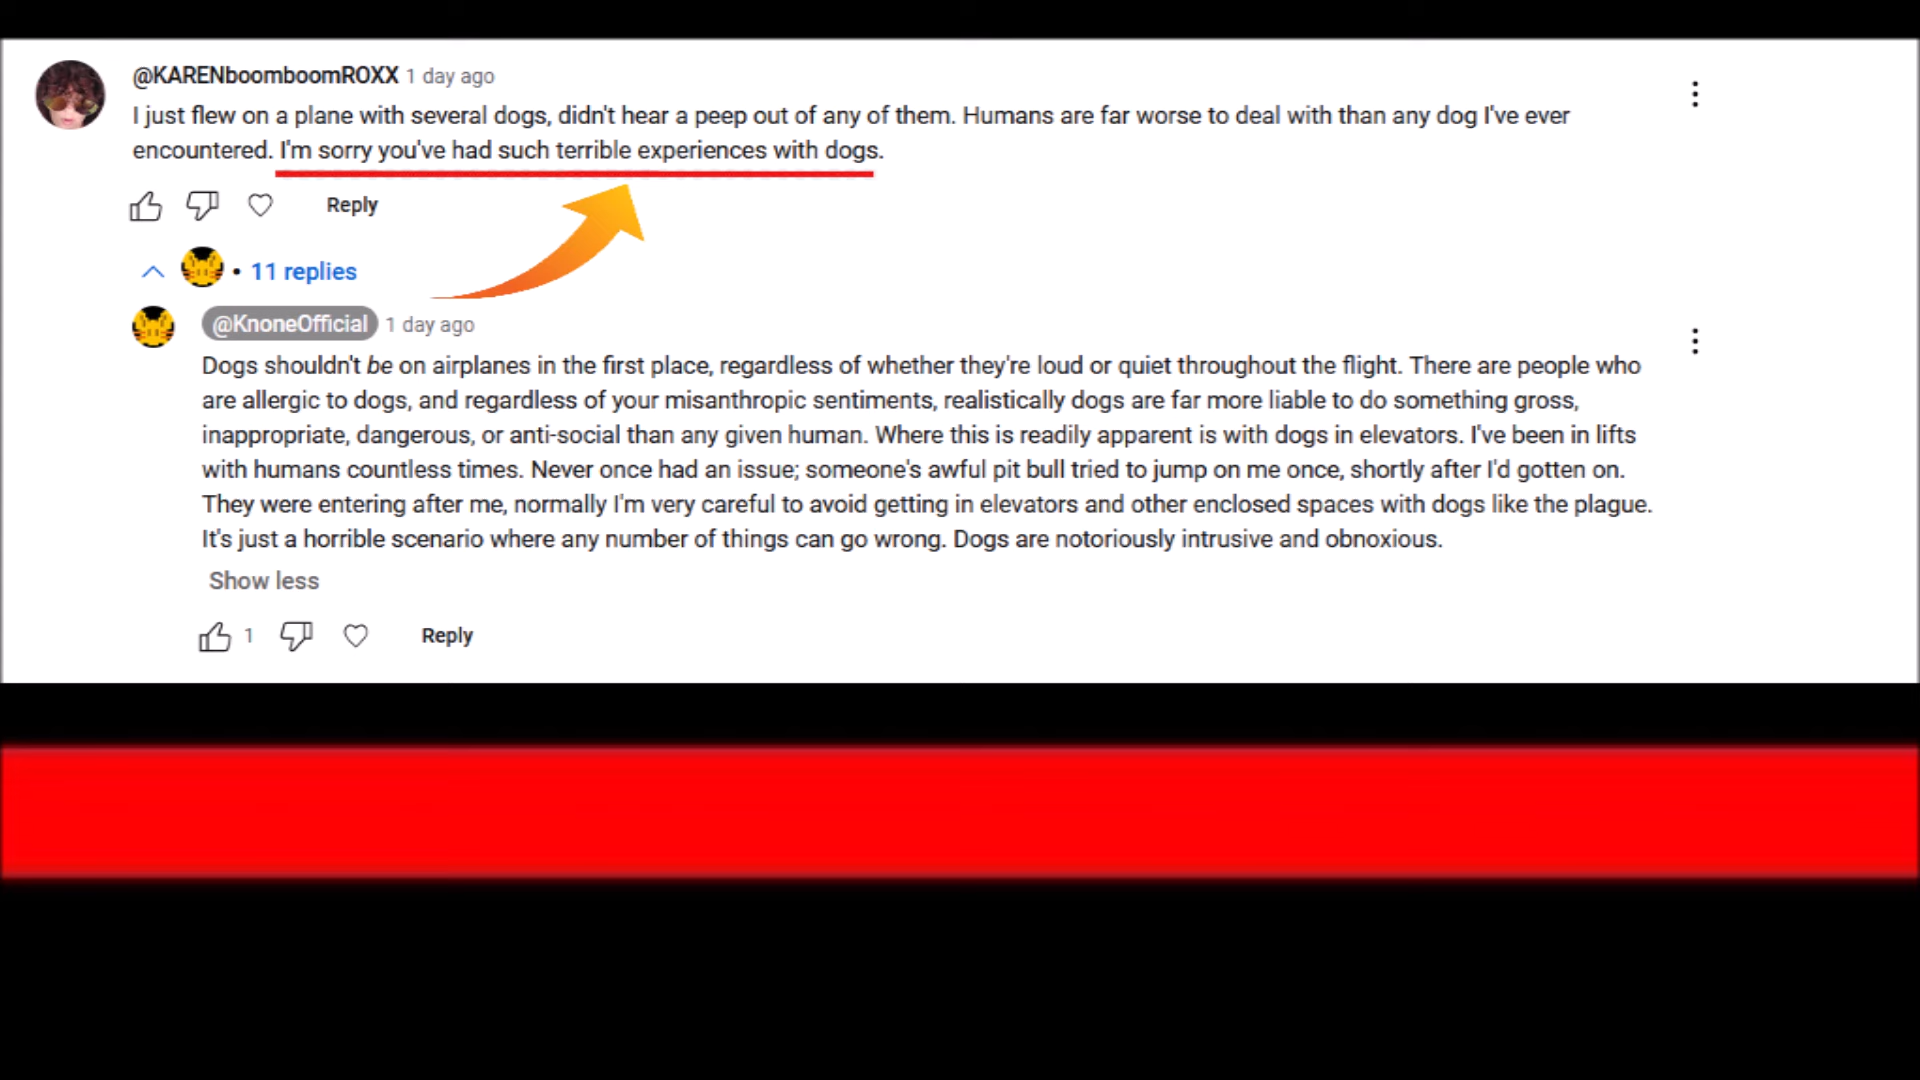 @KARENboomboomROXX 1 day ago
I just flew on a plane with several dogs, didn't hear a peep out of any of them. Humans are far worse to deal with than any dog I've ever
encountered. I'm sorry you've had such terrible experiences with dogs.
Reply
• 11 replies
@KnoneOfficial 1 day ago
Dogs shouldn't be on airplanes in the first place, regardless of whether they're loud or quiet throughout the flight. There are people who
are allergic to dogs, and regardless of your misanthropic sentiments, realistically dogs are far more liable to do something gross,
inappropriate, dangerous, or anti-social than any given human. Where this is readily apparent is with dogs in elevators. I've been in lifts
with humans countless times. Never once had an issue; someone's awful pit bull tried to jump on me once, shortly after I'd gotten on.
They were entering after me, normally I'm very careful to avoid getting in elevators and other enclosed spaces with dogs like the plague.
It's just a horrible scenario where any number of things can go wrong. Dogs are notoriously intrusive and obnoxious.
Show less
1 Reply